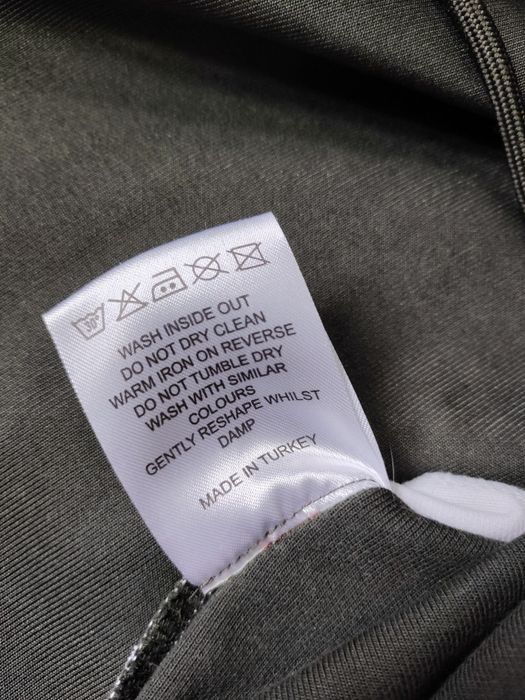 30°
WASH INSIDE OUT
DO NOT DRY CLEAN
WARM IRON ON REVERSE
DO NOT TUMBLE DRY
WASH WITH SIMILAR
COLOURS
GENTLY RESHAPE WHILST
DAMP
MADE IN TURKEY